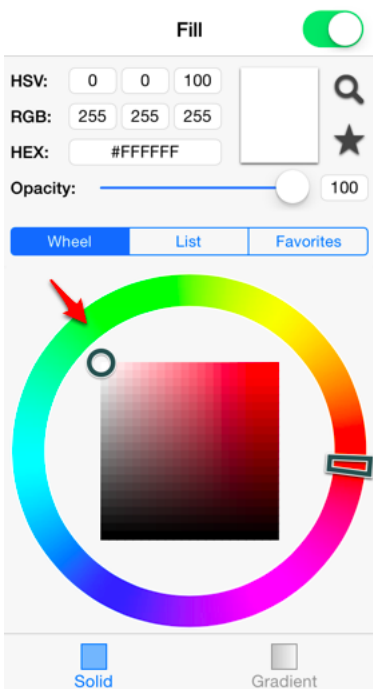 Fill
HSV: 0 0 100
RGB: 255 255 255
HEX: #FFFFFF
Opacity: 100
Wheel List Favorites
Solid Gradient